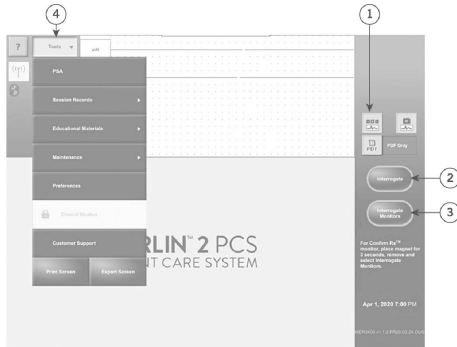 4
1
?
Tools
PSA
Session Records
Educational Materials
Maintenance
Preferences
Clinical Studies
Customer Support
Print Screen
Export Screen
RLIN™ 2 PCS
NT CARE SYSTEM
PDF
PDF Only
Interrogate
2
Interrogate
Monitors
3
For Confirm Rx™
monitor, place magnet for
2 seconds, remove and
select Interrogate
Monitors.
Apr 1, 2020 7:00 PM